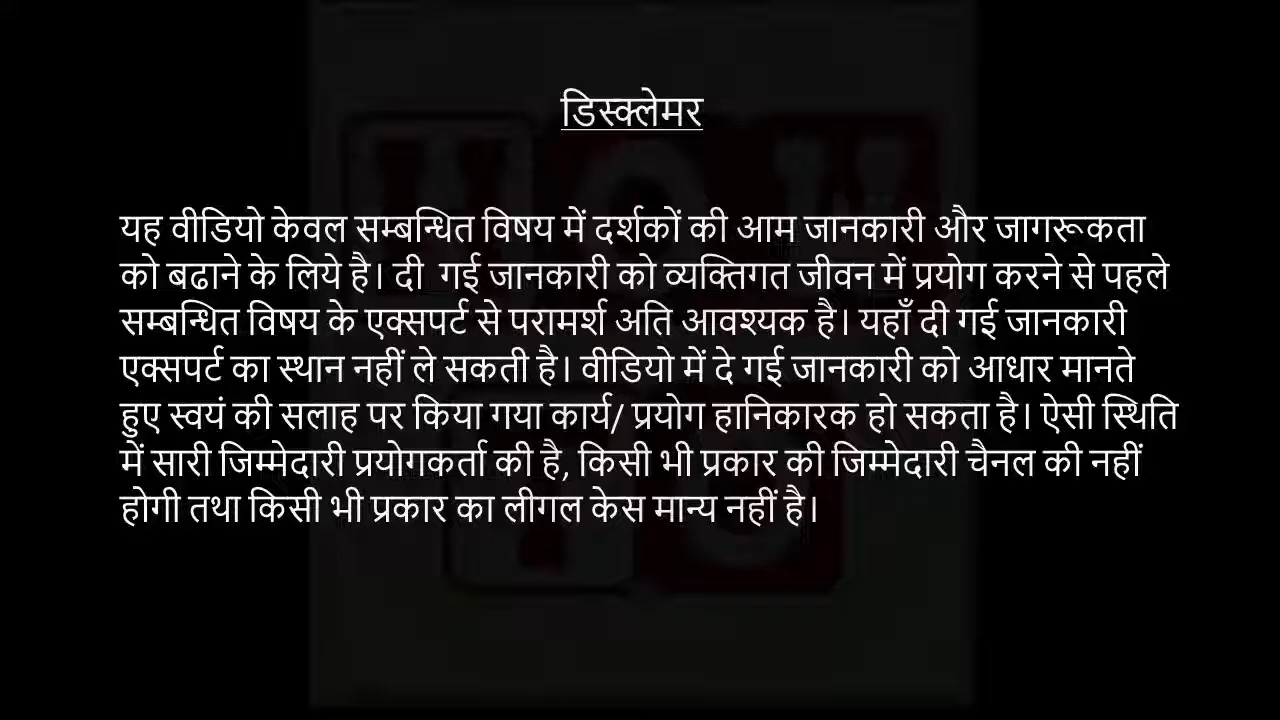 डिस्क्लेमर
यह वीडियो केवल सम्बन्धित विषय में दर्शकों की आम जानकारी और जागरूकता
को बढाने के लिये है। दी गई जानकारी को व्यक्तिगत जीवन में प्रयोग करने से पहले
सम्बन्धित विषय के एक्सपर्ट से परामर्श अति आवश्यक है। यहाँ दी गई जानकारी
एक्सपर्ट का स्थान नहीं ले सकती है। वीडियो में दे गई जानकारी को आधार मानते
हुए स्वयं की सलाह पर किया गया कार्य/ प्रयोग हानिकारक हो सकता है। ऐसी स्थिति
में सारी जिम्मेदारी प्रयोगकर्ता की है, किसी भी प्रकार की जिम्मेदारी चैनल की नहीं
होगी तथा किसी भी प्रकार का लीगल केस मान्य नहीं है।